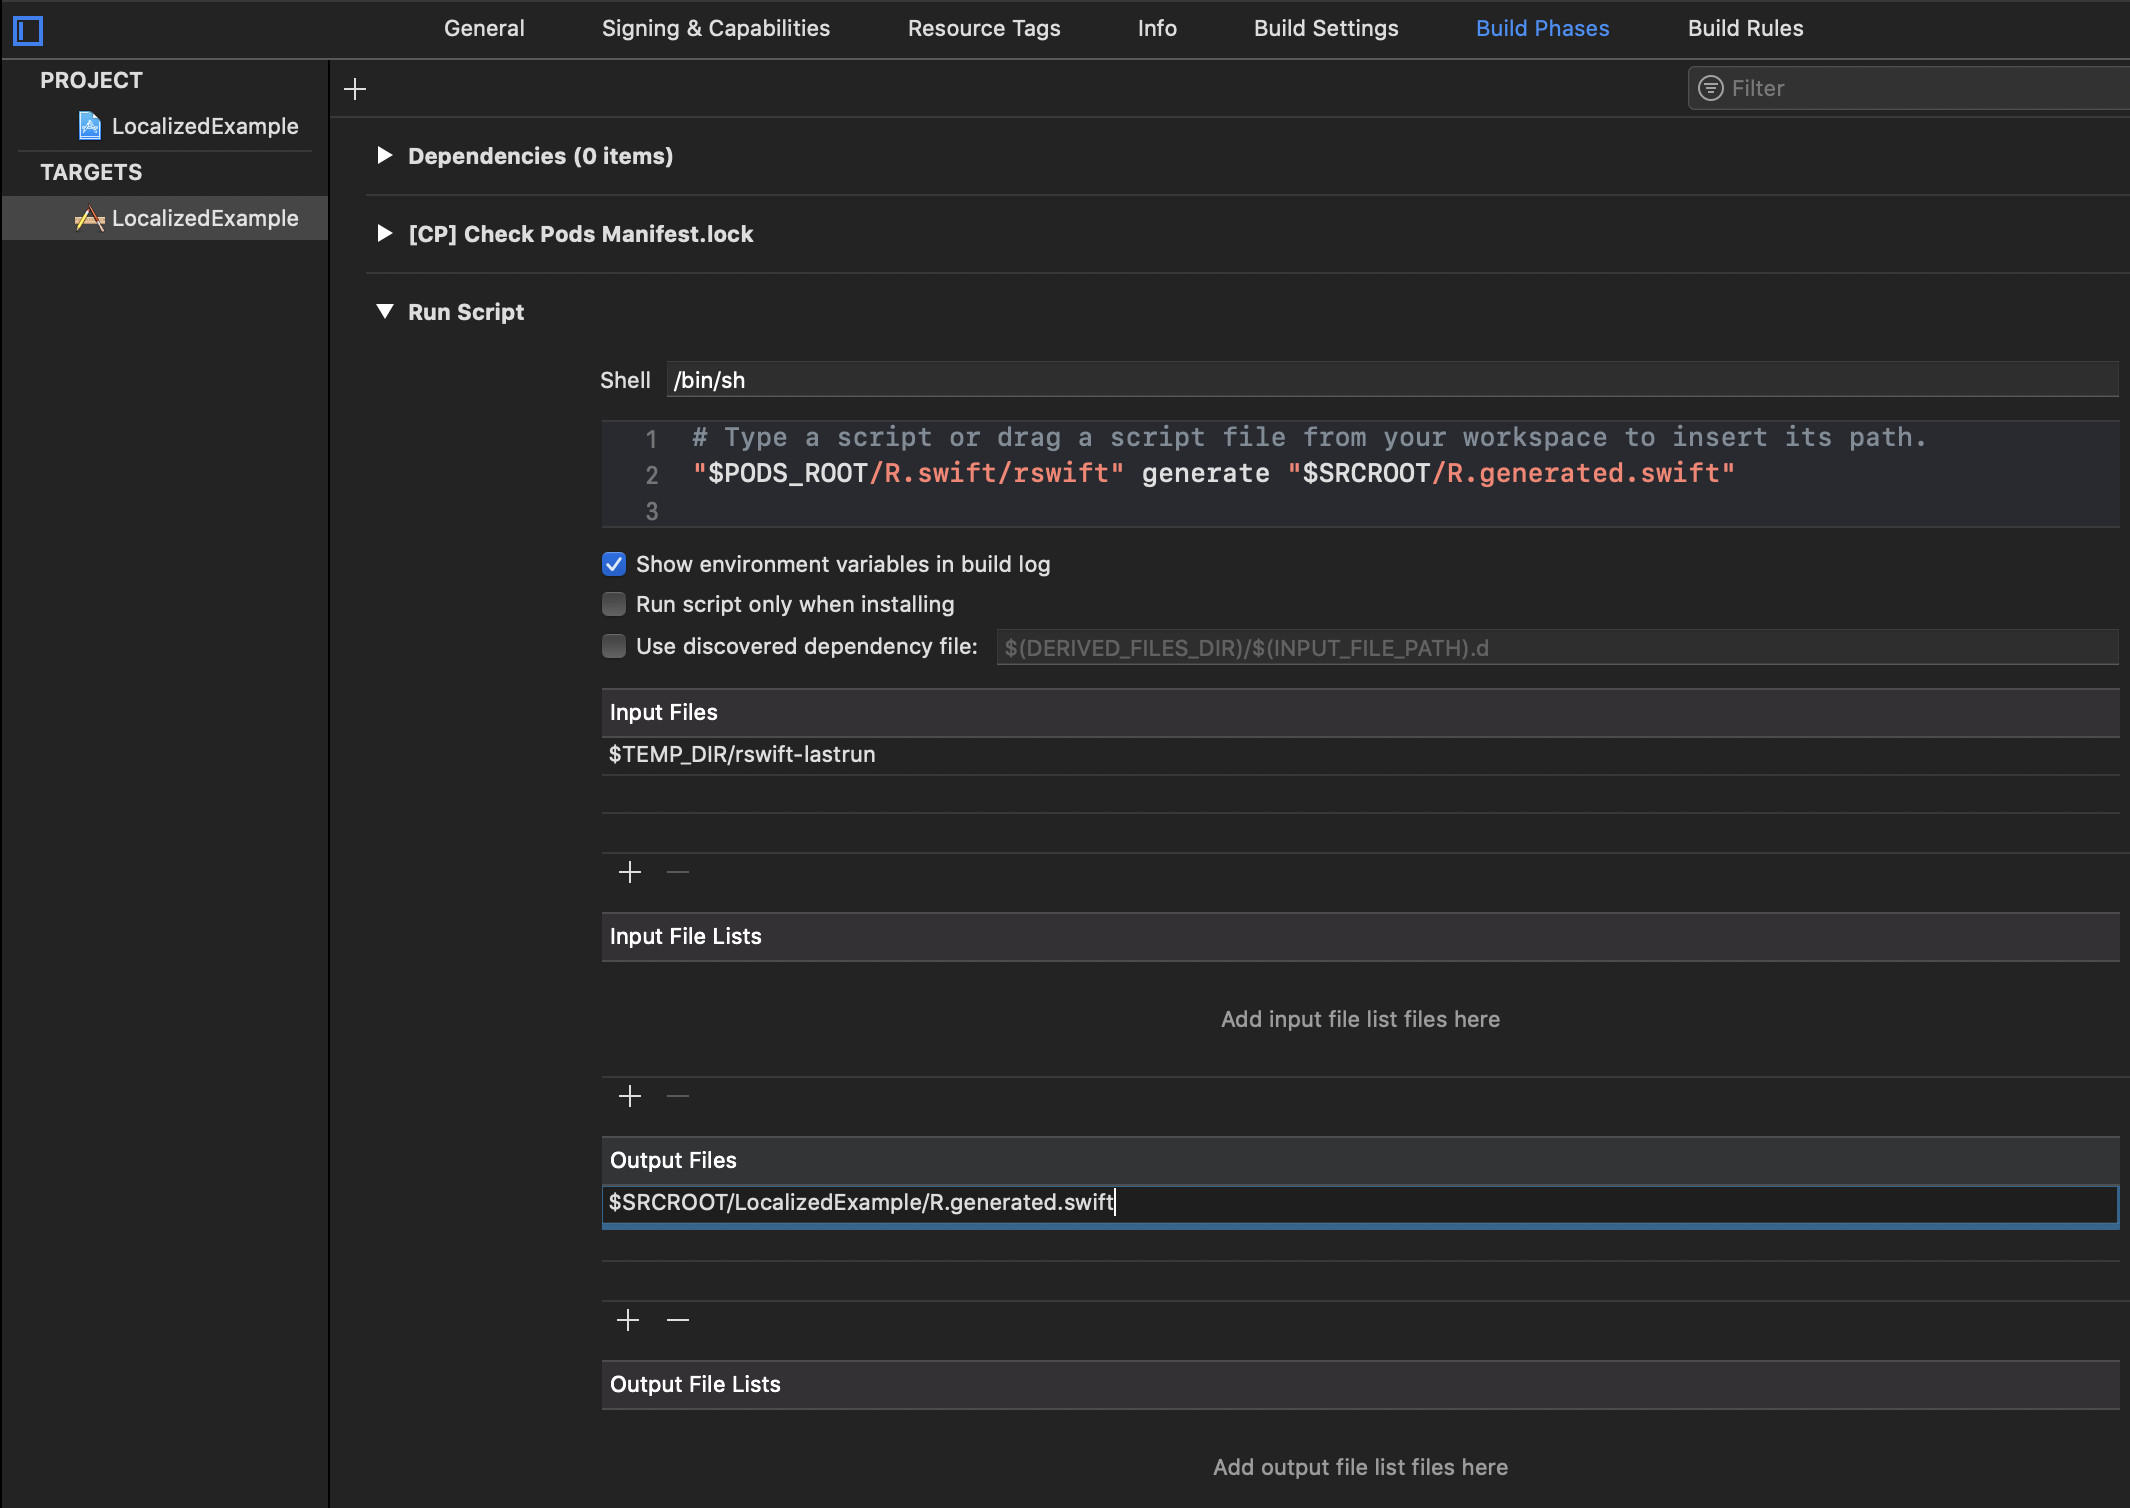 General Signing & Capabilities Resource Tags Info Build Settings Build Phases Build Rules
PROJECT
LocalizedExample
TARGETS
LocalizedExample
Filter
Dependencies (0 items)
[CP] Check Pods Manifest.lock
Run Script
Shell /bin/sh
1 # Type a script or drag a script file from your workspace to insert its path.
2 "$PODS_ROOT/R.swift/rswift" generate "$SRCROOT/R.generated.swift"
3
Show environment variables in build log
Run script only when installing
Use discovered dependency file: $(DERIVED_FILES_DIR)/$(INPUT_FILE_PATH).d
Input Files
$TEMP_DIR/rswift-lastrun
Input File Lists
Add input file list files here
Output Files
$SRCROOT/LocalizedExample/R.generated.swift
Output File Lists
Add output file list files here